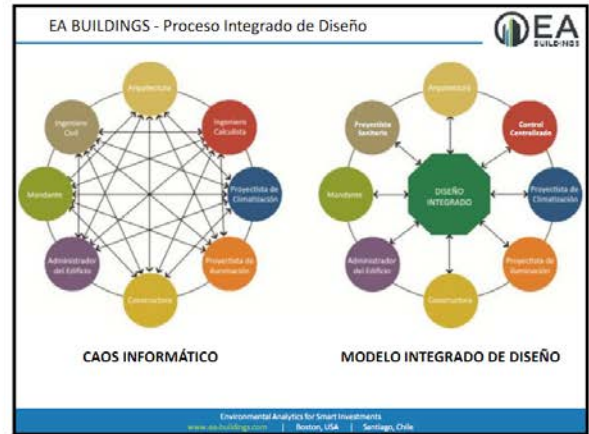 EA BUILDINGS - Proceso Integrado de Diseño
EA
BUILDINGS
Arquitectura
Ingeniero
Civil
Ingeniero
Calculista
Mandante
Proyectista de
Climatización
Administrador
del Edificio
Proyectista de
Iluminación
Constructora
CAOS INFORMÁTICO
Arquitectura
Proyectista
Sanitario
Control
Centralizado
Mandante
DISEÑO
INTEGRADO
Proyectista de
Climatización
Administrador
del Edificio
Proyectista de
Iluminación
Constructora
MODELO INTEGRADO DE DISEÑO
Environmental Analytics for Smart Investments
www.ea-buildings.com | Boston, USA | Santiago, Chile